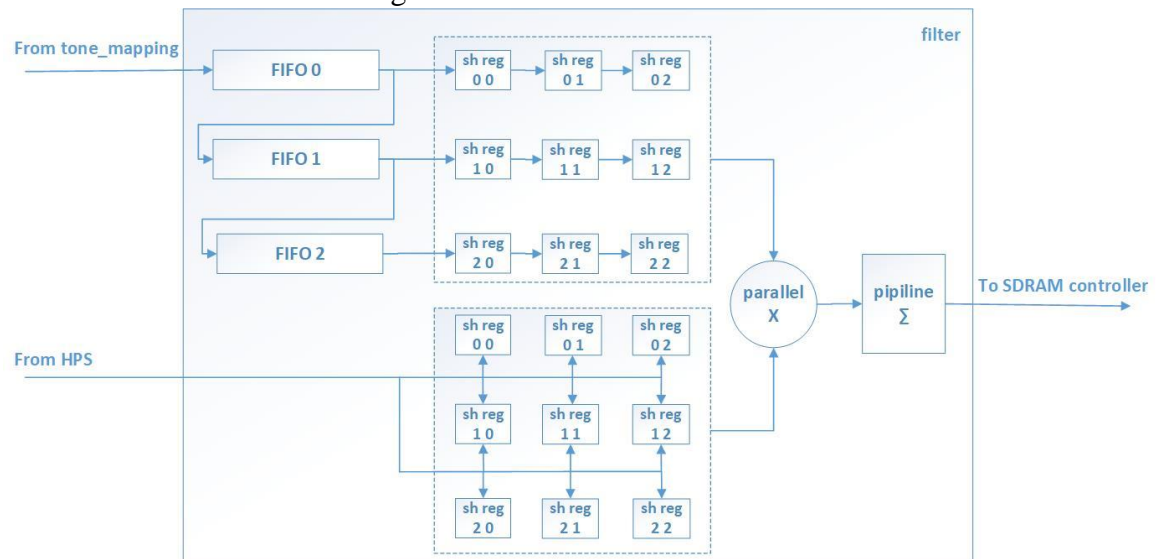 filter
From tone_mapping
FIFO 0
sh reg
0 0
sh reg
0 1
sh reg
0 2
FIFO 1
sh reg
1 0
sh reg
1 1
sh reg
1 2
FIFO 2
sh reg
2 0
sh reg
2 1
sh reg
2 2
parallel
X
pipiline
Σ
To SDRAM controller
From HPS
sh reg
0 0
sh reg
0 1
sh reg
0 2
sh reg
1 0
sh reg
1 1
sh reg
1 2
sh reg
2 0
sh reg
2 1
sh reg
2 2